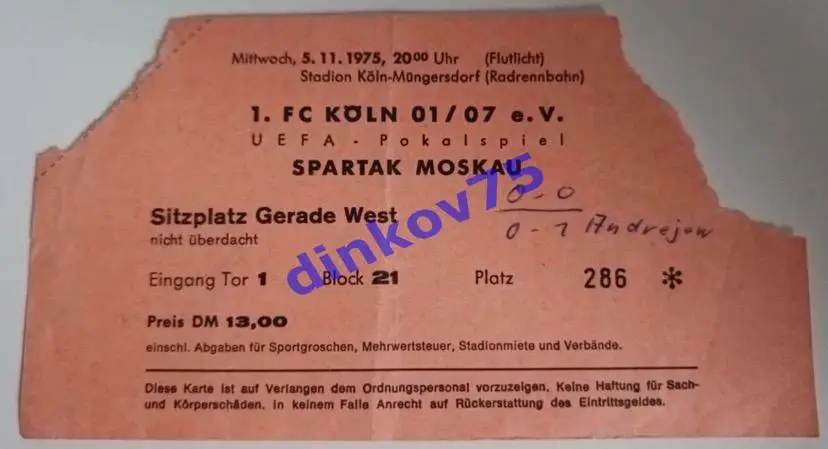 Mittwoch, 5.11.1975, 20⁰⁰ Uhr (Flutlicht)
Stadion Köln-Müngersdorf (Radrennbahn)
1. FC KÖLN 01/07 e.V.
UEFA - Pokalspiel
SPARTAK MOSKAU
0-0
0-1 Andrejew
Sitzplatz Gerade West
nicht überdacht
Eingang Tor 1 Block 21 Platz 286 *
Preis DM 13,00
einschl. Abgaben für Sportgroschen, Mehrwertsteuer, Stadionmiete und Verbände.
Diese Karte ist auf Verlangen dem Ordnungspersonal vorzuzeigen. Keine Haftung für Sach-
und Körperschäden. In keinem Falle Anrecht auf Rückerstattung des Eintrittsgeldes.
dinkov75